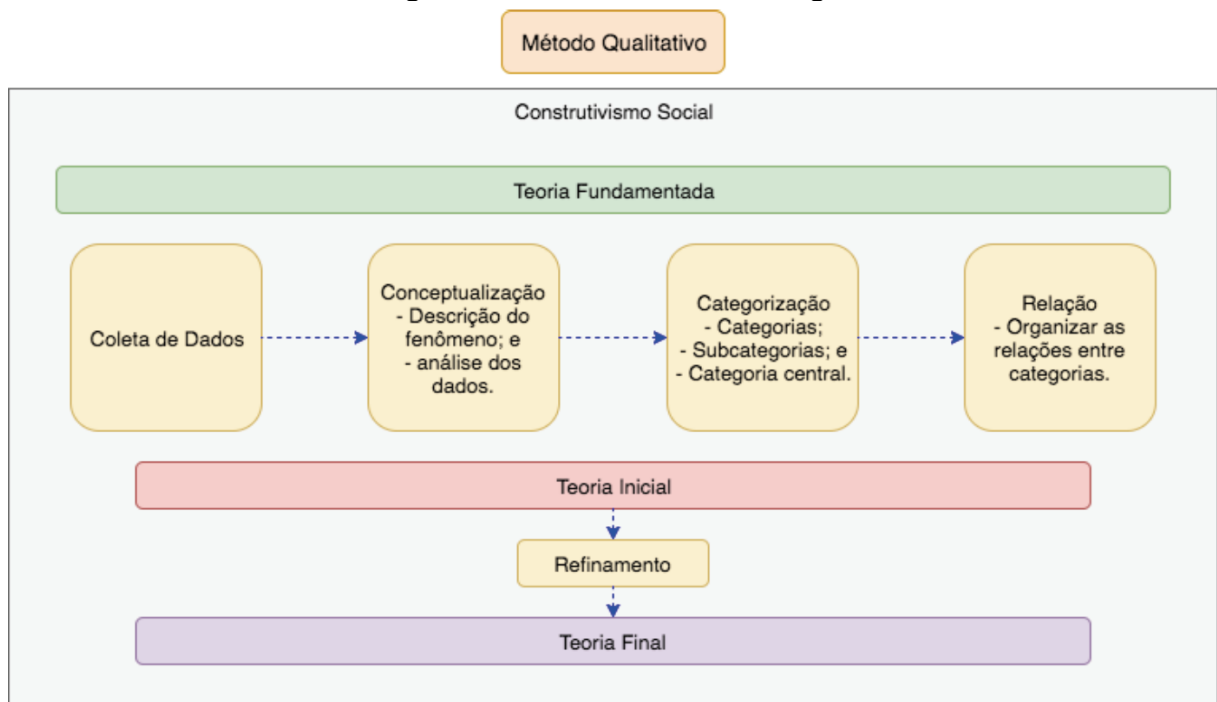 Método Qualitativo
Construtivismo Social
Teoria Fundamentada
Coleta de Dados
Conceptualização
- Descrição do
fenômeno; e
- análise dos
dados.
Categorização
- Categorias;
- Subcategorias; e
- Categoria central.
Relação
- Organizar as
relações entre
categorias.
Teoria Inicial
Refinamento
Teoria Final